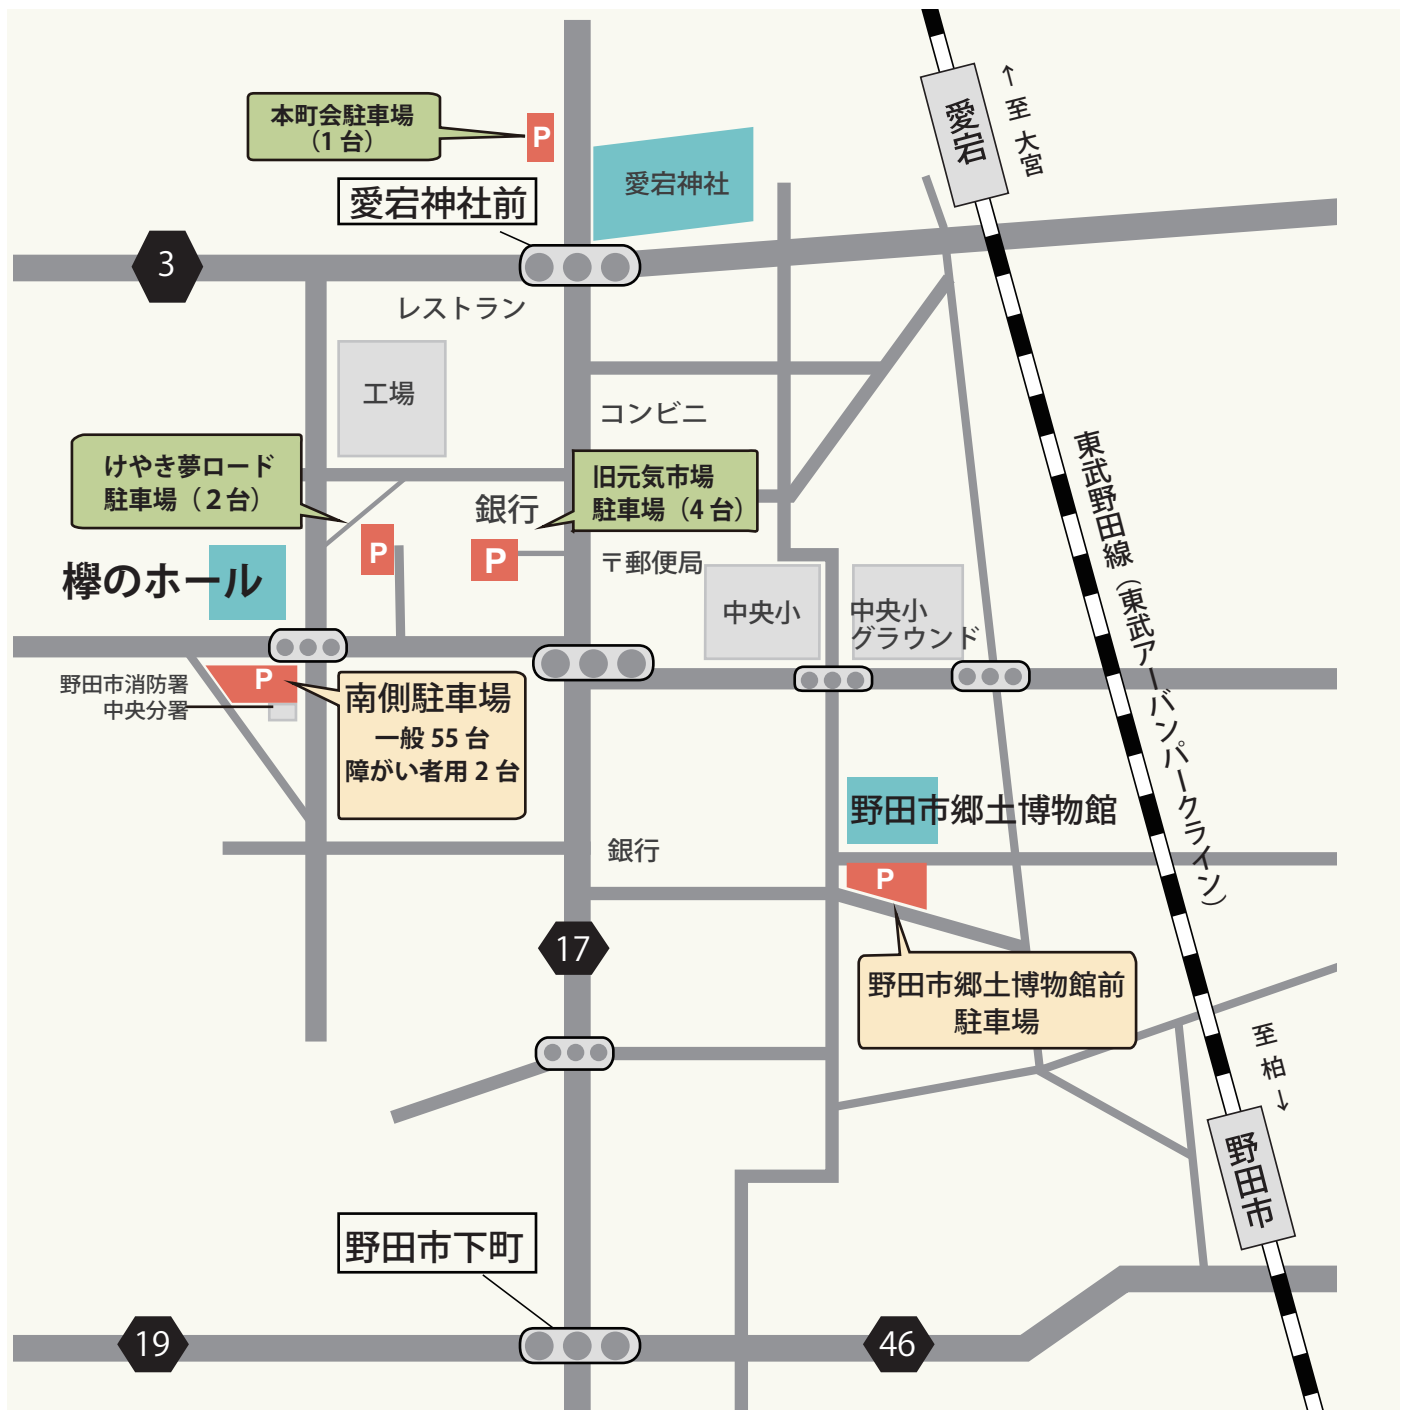 愛宕
↑至 大宮
本町会駐車場
（1 台）
P
愛宕神社
愛宕神社前
3
レストラン
工場
コンビニ
けやき夢ロード
駐車場（２台）
旧元気市場
駐車場（4 台）
銀行
P
P
〒郵便局
東武野田線（東武アーバンパークライン）
欅のホール
中央小
中央小
グラウンド
P
野田市消防署
中央分署
南側駐車場
一般 55 台
障がい者用 2 台
野田市郷土博物館
銀行
P
17
野田市郷土博物館前
駐車場
至 柏↓
野田市
野田市下町
19
46